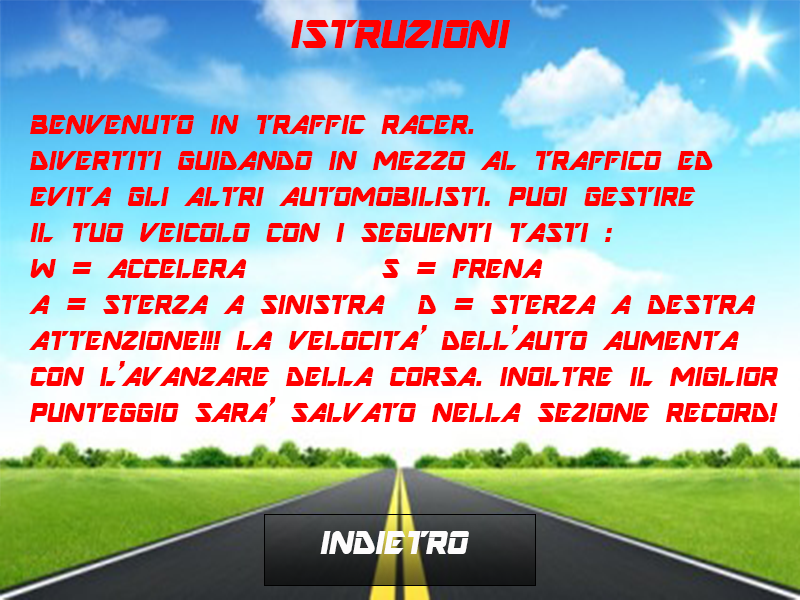 ISTRUZIONI
BENVENUTO IN TRAFFIC RACER.
DIVERTITI GUIDANDO IN MEZZO AL TRAFFICO ED
EVITA GLI ALTRI AUTOMOBILISTI. PUOI GESTIRE
IL TUO VEICOLO CON I SEGUENTI TASTI :
W = ACCELERA S = FRENA
A = STERZA A SINISTRA D = STERZA A DESTRA
ATTENZIONE!!! LA VELOCITA' DELL'AUTO AUMENTA
CON L'AVANZARE DELLA CORSA. INOLTRE IL MIGLIOR
PUNTEGGIO SARA' SALVATO NELLA SEZIONE RECORD!
INDIETRO